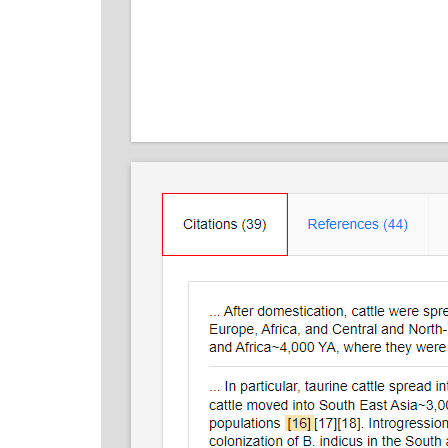 Citations (39)
References (44)
... After domestication, cattle were spre
Europe, Africa, and Central and North-
and Africa~4,000 YA, where they were
... In particular, taurine cattle spread in
cattle moved into South East Asia~3,00
populations [16][17][18]. Introgression
colonization of B. indicus in the South a